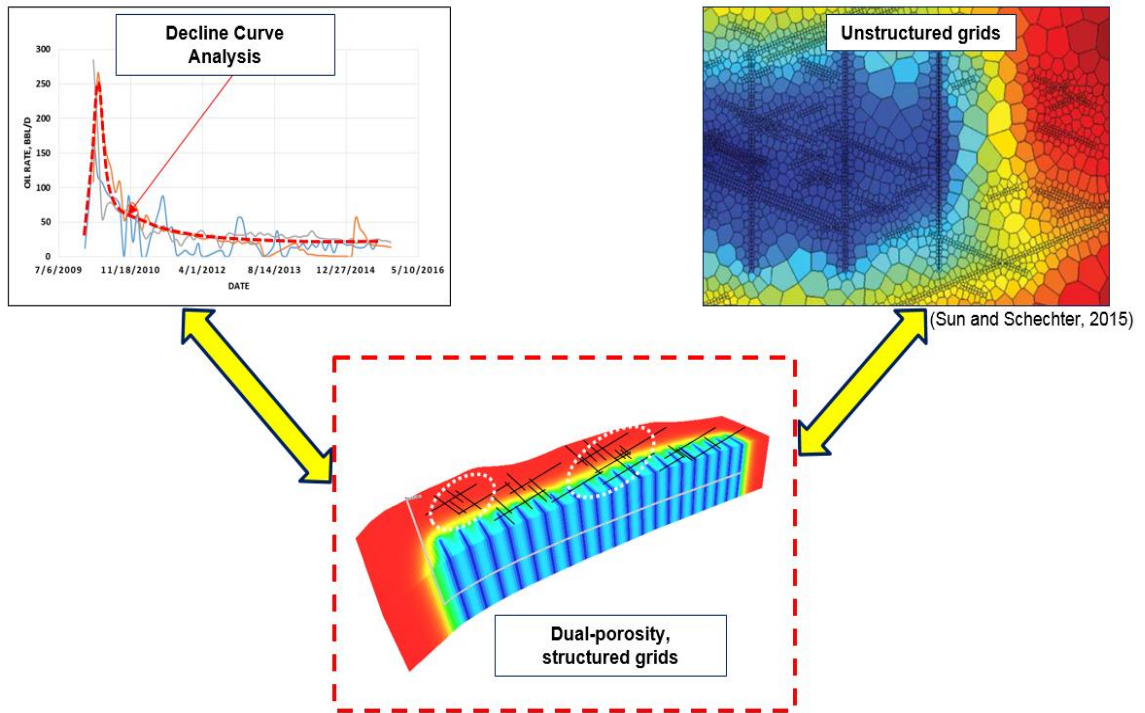 Decline Curve
Analysis
300
250
200
150
100
50
0
OIL RATE, BBL/D
7/6/2009 11/18/2010 4/1/2012 8/14/2013 12/27/2014 5/10/2016
DATE
Unstructured grids
(Sun and Schechter, 2015)
Dual-porosity,
structured grids